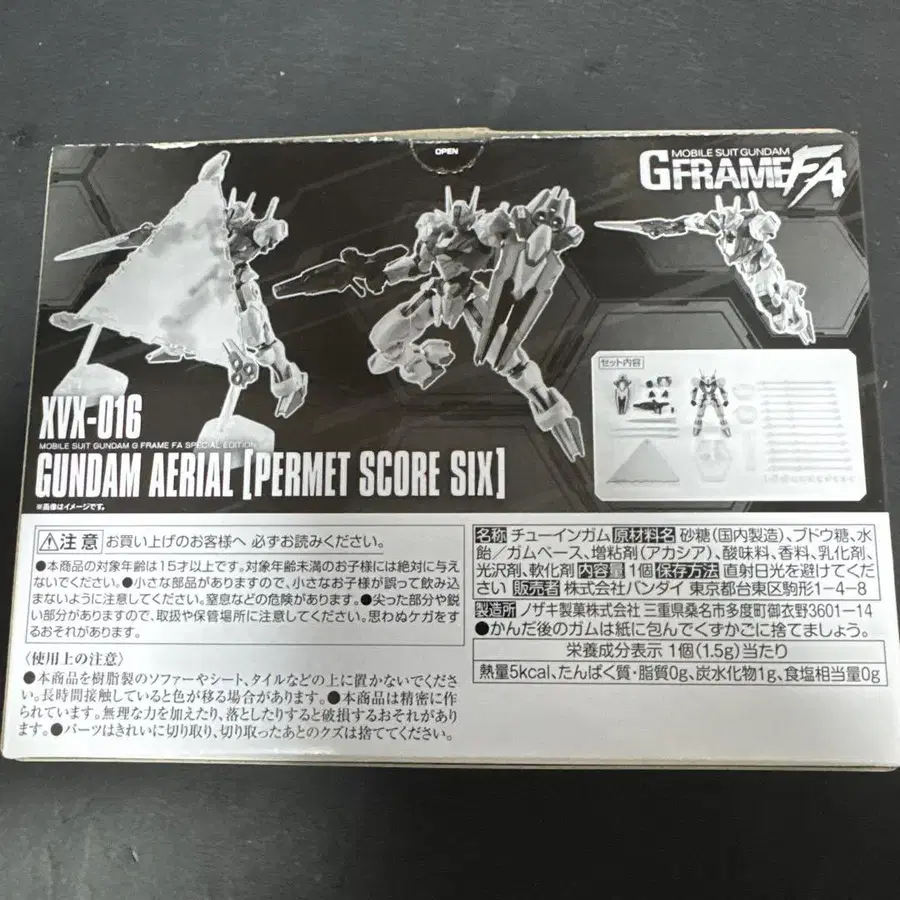 OPEN
MOBILE SUIT GUNDAM
GFRAMEFA
セット内容
XVX-016
MOBILE SUIT GUNDAM G FRAME FA SPECIAL EDITION
GUNDAM AERIAL [PERMET SCORE SIX]
※画像はイメージです。
⚠注意 お買い上げのお客様へ 必ずお読みください。
●本商品の対象年齢は15才以上です。対象年齢未満のお子様には絶対に与え
ないでください。●小さな部品がありますので、小さなお子様が誤って飲み込
まないように注意してください。窒息などの危険があります。●尖った部分や鋭
い部分がありますので、取扱や保管場所に注意してください。思わぬケガをす
るおそれがあります。
〈使用上の注意〉
●本商品を樹脂製のソファーやシート、タイルなどの上に置かないでくださ
い。長時間接触していると色が移る場合があります。●本商品は精密に作
られています。無理な力を加えたり、落としたりすると破損するおそれがあり
ます。●パーツはきれいに切り取り、切り取ったあとのクズは捨ててください。
名称 チューインガム 原材料名 砂糖(国内製造)、ブドウ糖、水
飴/ガムベース、増粘剤(アカシア)、酸味料、香料、乳化剤、
光沢剤、軟化剤 内容量 1個 保存方法 直射日光を避けてくだ
さい 販売者 株式会社バンダイ 東京都台東区駒形1-4-8
製造所 ノザキ製菓株式会社 三重県桑名市多度町御衣野3601-14
●かんだ後のガムは紙に包んでくずかごに捨てましょう。
栄養成分表示 1個(1.5g)当たり
熱量5kcal、たんぱく質・脂質0g、炭水化物1g、食塩相当量0g